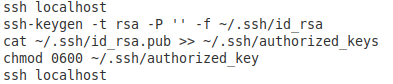 ssh localhost
ssh-keygen -t rsa -P '' -f ~/.ssh/id_rsa
cat ~/.ssh/id_rsa.pub >> ~/.ssh/authorized_keys
chmod 0600 ~/.ssh/authorized_key
ssh localhost